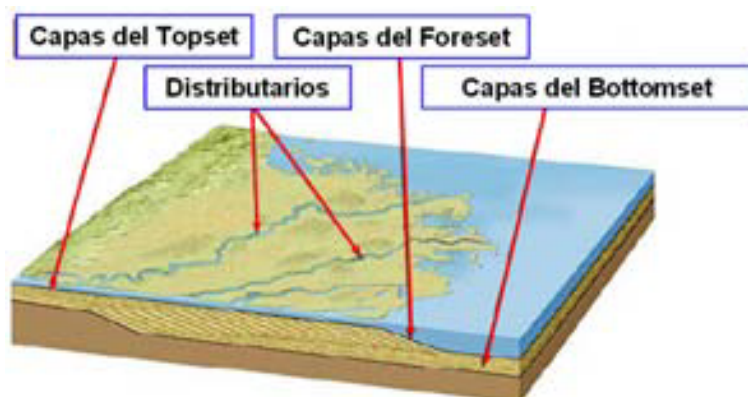 Capas del Topset
Capas del Foreset
Distributarios
Capas del Bottomset